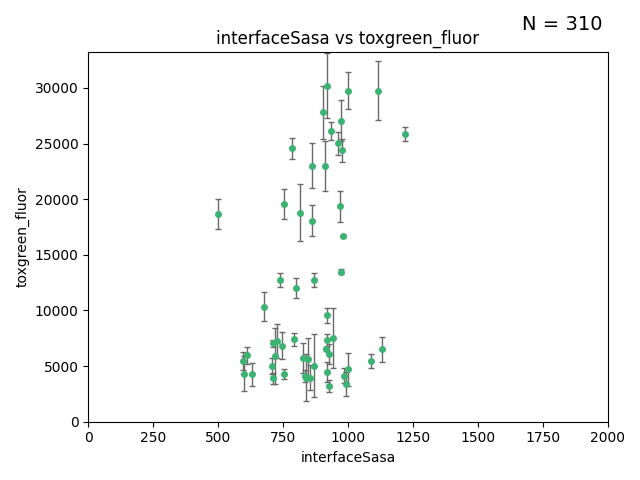 N = 310
interfaceSasa vs toxgreen_fluor
30000
25000
20000
15000
10000
5000
0
toxgreen_fluor
0 250 500 750 1000 1250 1500 1750 2000
interfaceSasa